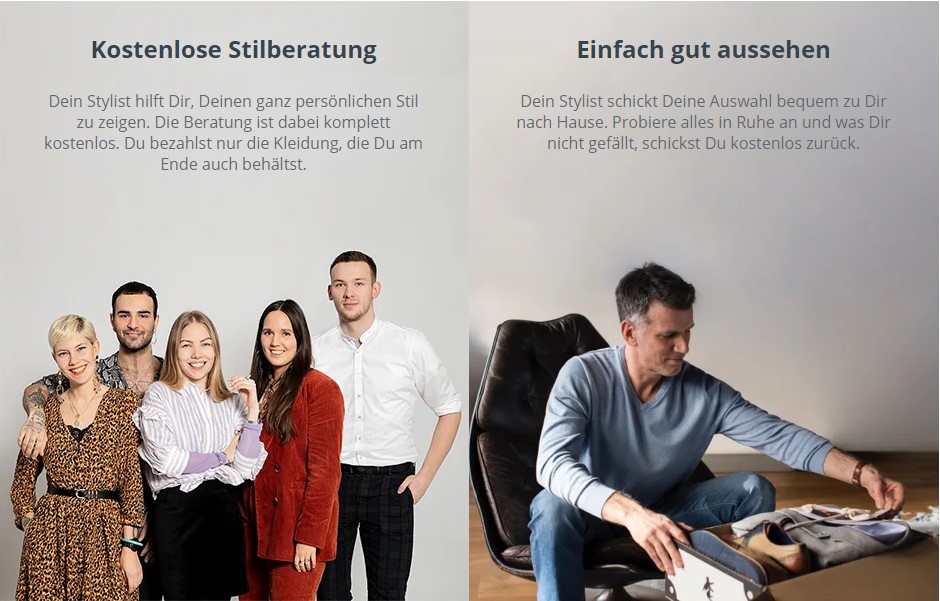 Kostenlose Stilberatung
Dein Stylist hilft Dir, Deinen ganz persönlichen Stil
zu zeigen. Die Beratung ist dabei komplett
kostenlos. Du bezahlst nur die Kleidung, die Du am
Ende auch behältst.
Einfach gut aussehen
Dein Stylist schickt Deine Auswahl bequem zu Dir
nach Hause. Probiere alles in Ruhe an und was Dir
nicht gefällt, schickst Du kostenlos zurück.